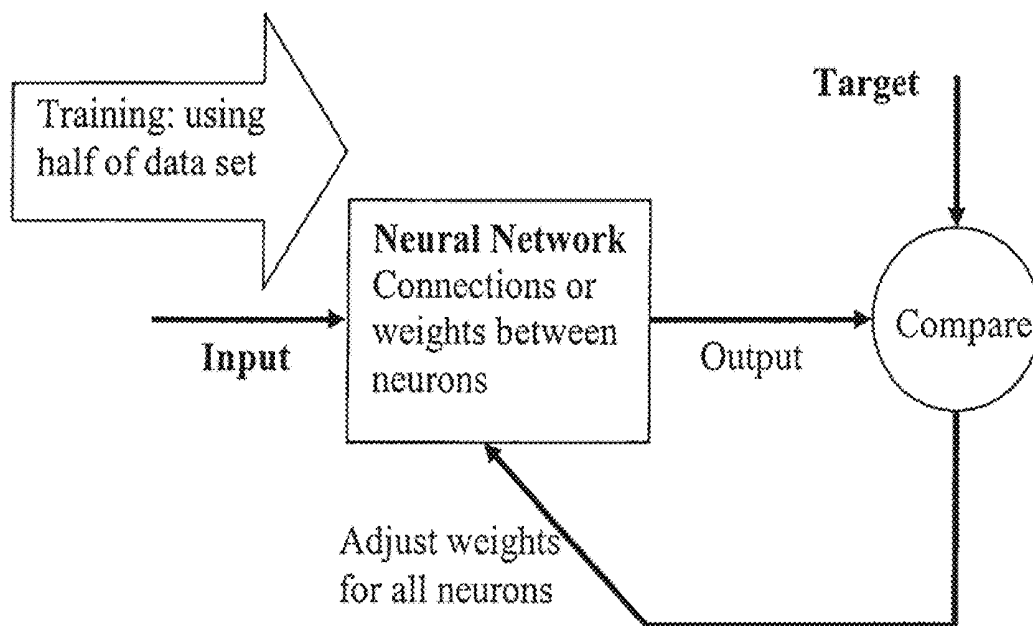 Training: using
half of data set
Target
Neural Network
Connections or
weights between
neurons
Input
Output
Compare
Adjust weights
for all neurons